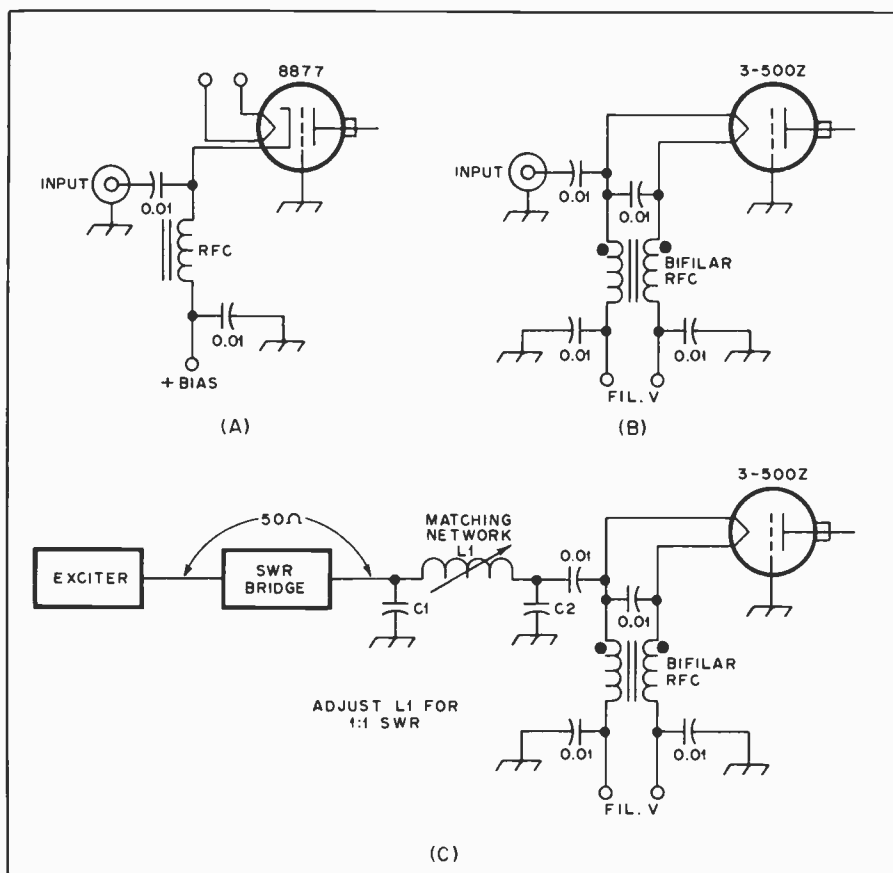 8877
INPUT
0.01
RFC
0.01
+ BIAS
(A)
3-500Z
INPUT
0.01
0.01
BIFILAR
RFC
0.01
0.01
FIL. V
(B)
EXCITER
50Ω
SWR
BRIDGE
MATCHING
NETWORK
L1
C1
C2
0.01
3-500Z
0.01
BIFILAR
RFC
ADJUST L1 FOR
1:1 SWR
0.01
0.01
FIL. V
(C)